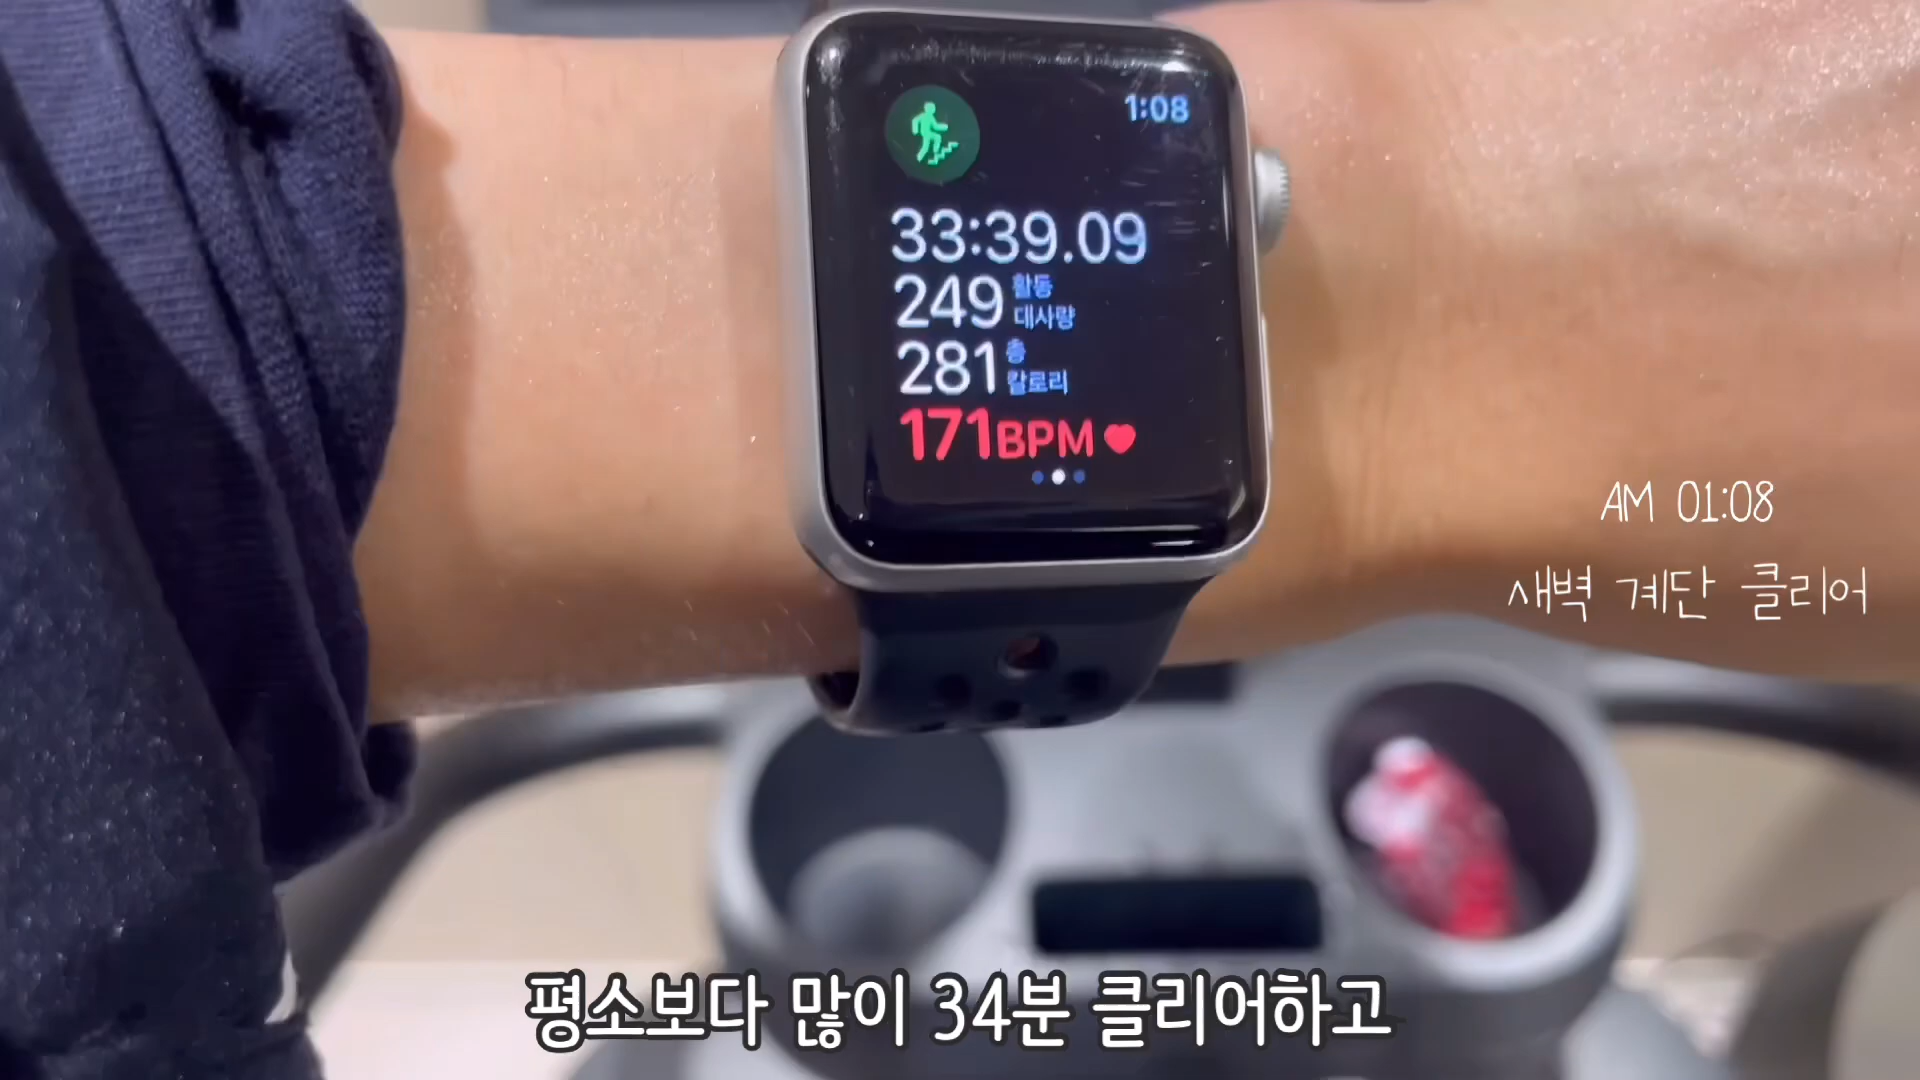 1:08
33:39.09
249 활동
대사량
281 총
칼로리
171BPM
AM 01:08
새벽 계단 클리어
평소보다 많이 34분 클리어하고